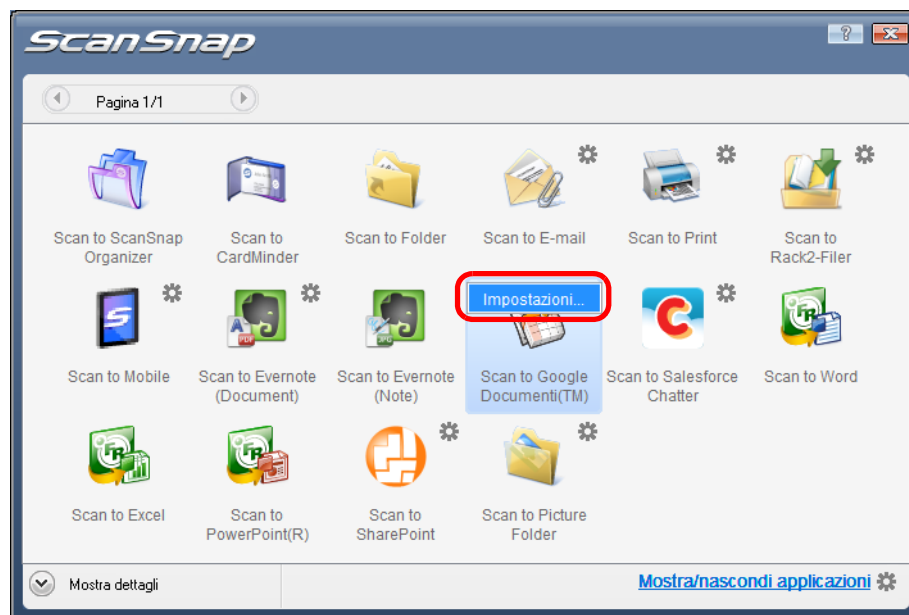 ScanSnap
Pagina 1/1
Scan to ScanSnap
Organizer
Scan to
CardMinder
Scan to Folder
Scan to E-mail
Scan to Print
Scan to
Rack2-Filer
Impostazioni...
Scan to Mobile
Scan to Evernote
(Document)
Scan to Evernote
(Note)
Scan to Google
Documenti(TM)
Scan to Salesforce
Chatter
Scan to Word
Scan to Excel
Scan to
PowerPoint(R)
Scan to
SharePoint
Scan to Picture
Folder
Mostra dettagli
Mostra/nascondi applicazioni